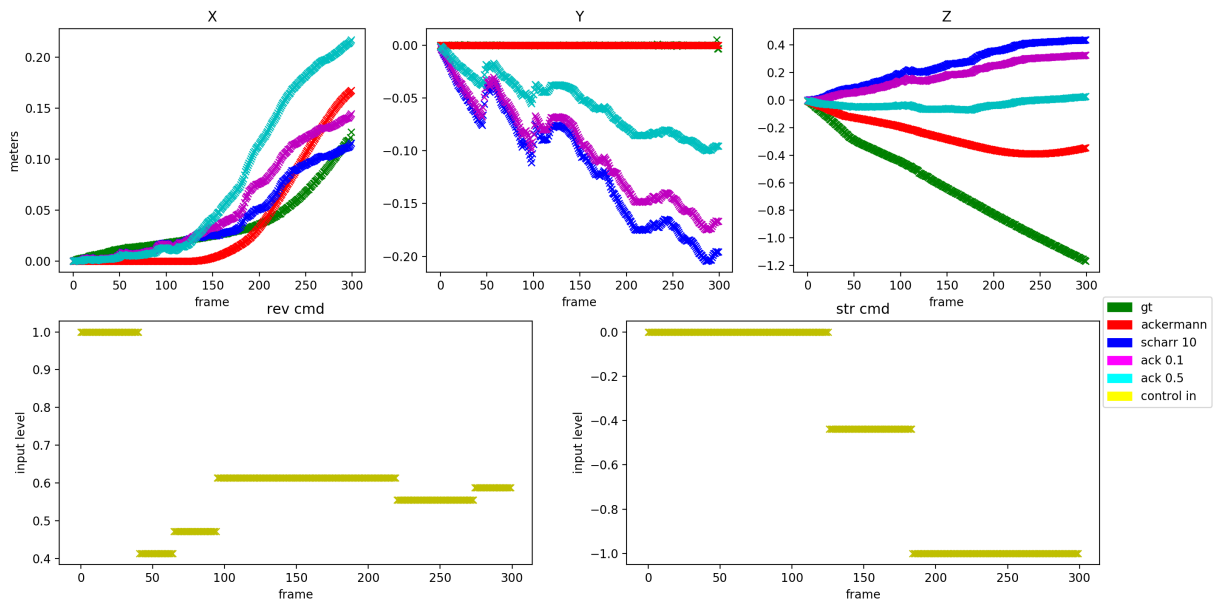 X
Y
Z
meters
0.20
0.15
0.10
0.05
0.00
0.00
−0.05
−0.10
−0.15
−0.20
0.4
0.2
0.0
−0.2
−0.4
−0.6
−0.8
−1.0
−1.2
0 50 100 150 200 250 300
0 50 100 150 200 250 300
0 50 100 150 200 250 300
frame
frame
frame
rev cmd
str cmd
input level
1.0
0.9
0.8
0.7
0.6
0.5
0.4
input level
0.0
−0.2
−0.4
−0.6
−0.8
−1.0
0 50 100 150 200 250 300
0 50 100 150 200 250 300
frame
frame
gt
ackermann
scharr 10
ack 0.1
ack 0.5
control in